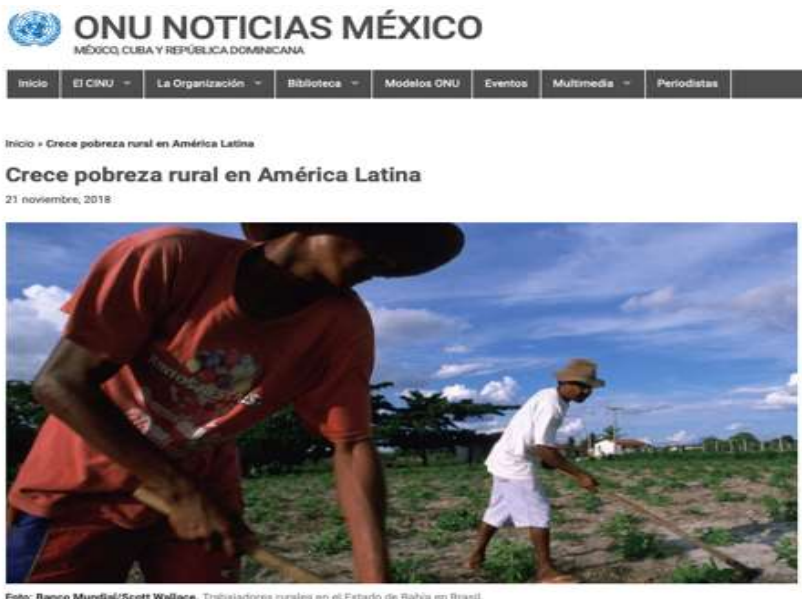 ONU NOTICIAS MÉXICO
MÉXICO, CUBA Y REPÚBLICA DOMINICANA
Inicio El CINU La Organización Biblioteca Modelos ONU Eventos Multimedia Periodistas
Inicio » Crece pobreza rural en América Latina
Crece pobreza rural en América Latina
21 noviembre, 2018
Foto: Banco Mundial/Scott Wallace. Trabajadores rurales en el Estado de Bahía en Brasil